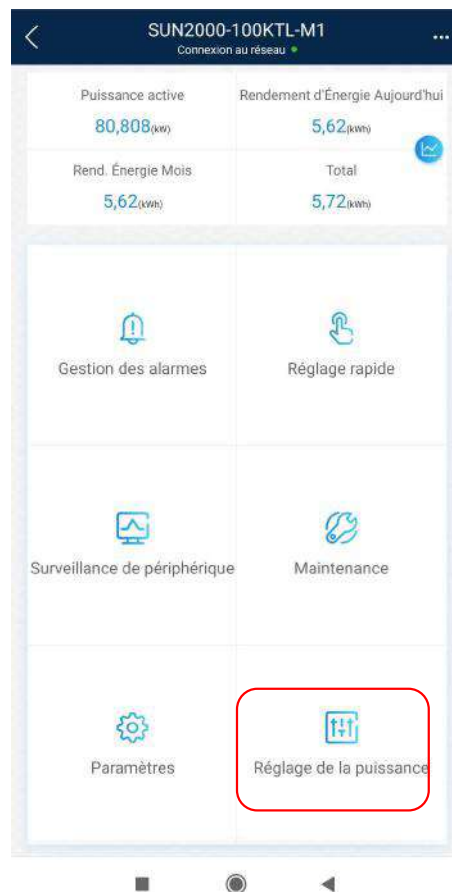 SUN2000-100KTL-M1
Connexion au réseau
Puissance active
Rendement d'Énergie Aujourd'hui
80,808(kW)
5,62(kWh)
Rend. Énergie Mois
Total
5,62(kWh)
5,72(kWh)
Gestion des alarmes
Réglage rapide
Surveillance de périphérique
Maintenance
Paramètres
Réglage de la puissance